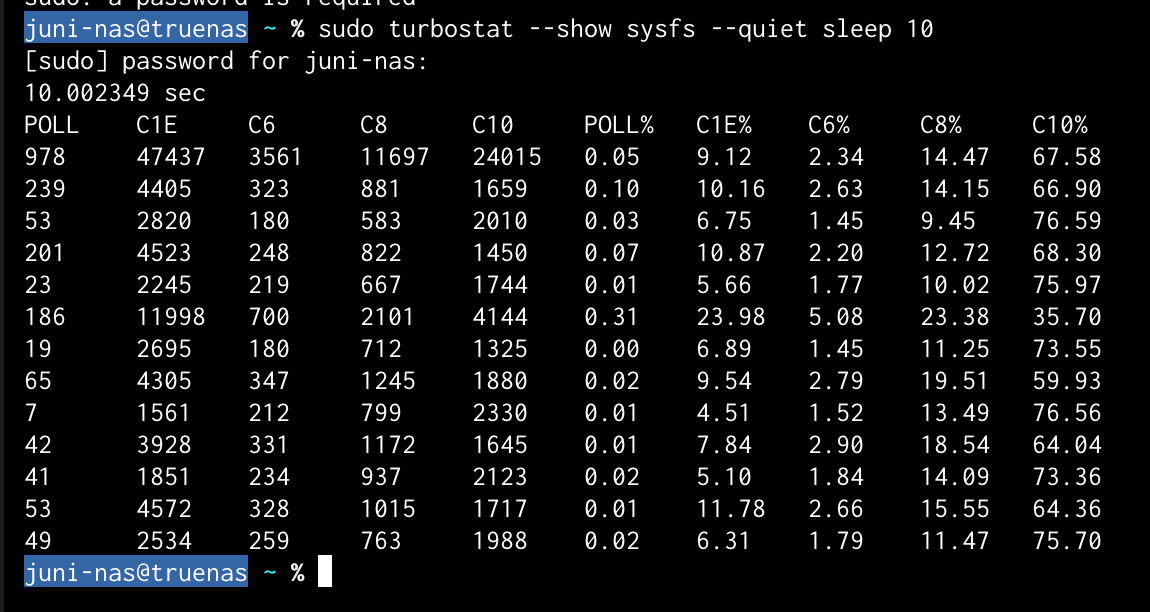 sudo: a password is required
juni-nas@truenas ~ % sudo turbostat --show sysfs --quiet sleep 10
[sudo] password for juni-nas:
10.002349 sec
POLL C1E C6 C8 C10 POLL% C1E% C6% C8% C10%
978 47437 3561 11697 24015 0.05 9.12 2.34 14.47 67.58
239 4405 323 881 1659 0.10 10.16 2.63 14.15 66.90
53 2820 180 583 2010 0.03 6.75 1.45 9.45 76.59
201 4523 248 822 1450 0.07 10.87 2.20 12.72 68.30
23 2245 219 667 1744 0.01 5.66 1.77 10.02 75.97
186 11998 700 2101 4144 0.31 23.98 5.08 23.38 35.70
19 2695 180 712 1325 0.00 6.89 1.45 11.25 73.55
65 4305 347 1245 1880 0.02 9.54 2.79 19.51 59.93
7 1561 212 799 2330 0.01 4.51 1.52 13.49 76.56
42 3928 331 1172 1645 0.01 7.84 2.90 18.54 64.04
41 1851 234 937 2123 0.02 5.10 1.84 14.09 73.36
53 4572 328 1015 1717 0.01 11.78 2.66 15.55 64.36
49 2534 259 763 1988 0.02 6.31 1.79 11.47 75.70
juni-nas@truenas ~ %